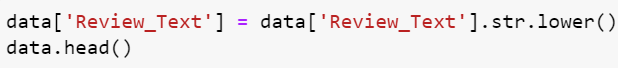 data['Review_Text'] = data['Review_Text'].str.lower()
data.head()